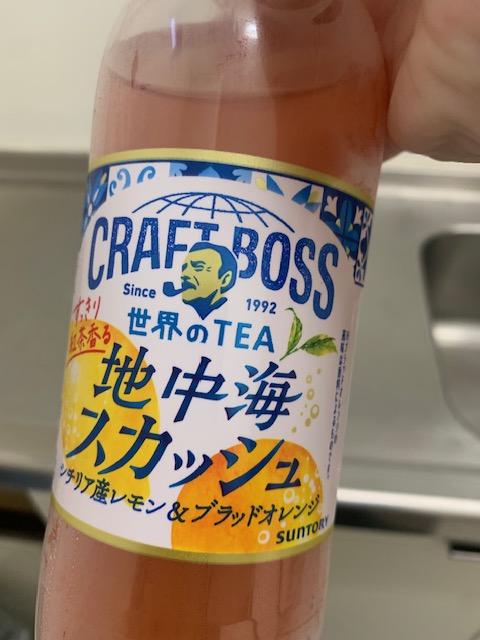 CRAFT BOSS
Since 1992
世界のTEA
すっきり
紅茶香る
地中海
スカッシュ
シチリア産レモン&ブラッドオレンジ
SUNTORY